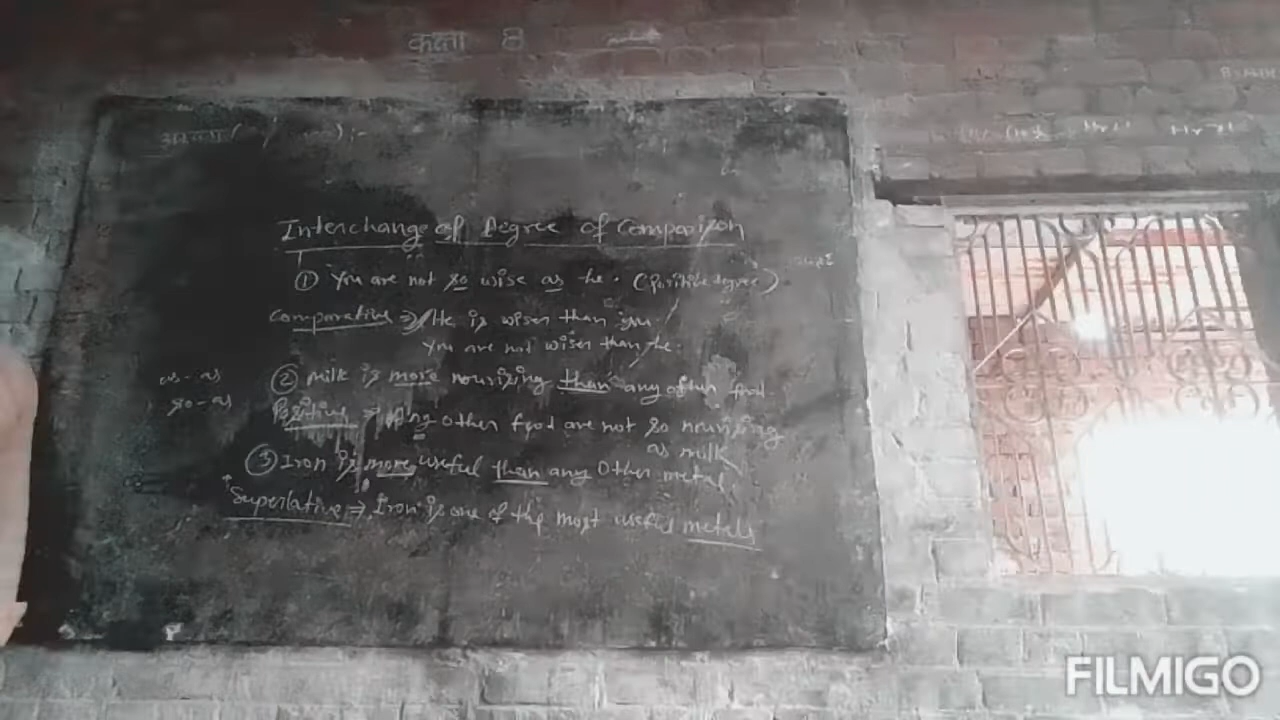 कक्षा 8
Interchange of Degree of Comparison
① You are not so wise as he. (Positive degree)
Comparative ⇒ He is wiser than you
You are not wiser than he.
as - as
so - as
② Milk is more nourizing than any other food.
Positive ⇒ Any other food are not so nourizing
as milk
③ Iron is more useful than any Other metal.
Superlative ⇒ Iron is one of the most useful metals
FILMIGO